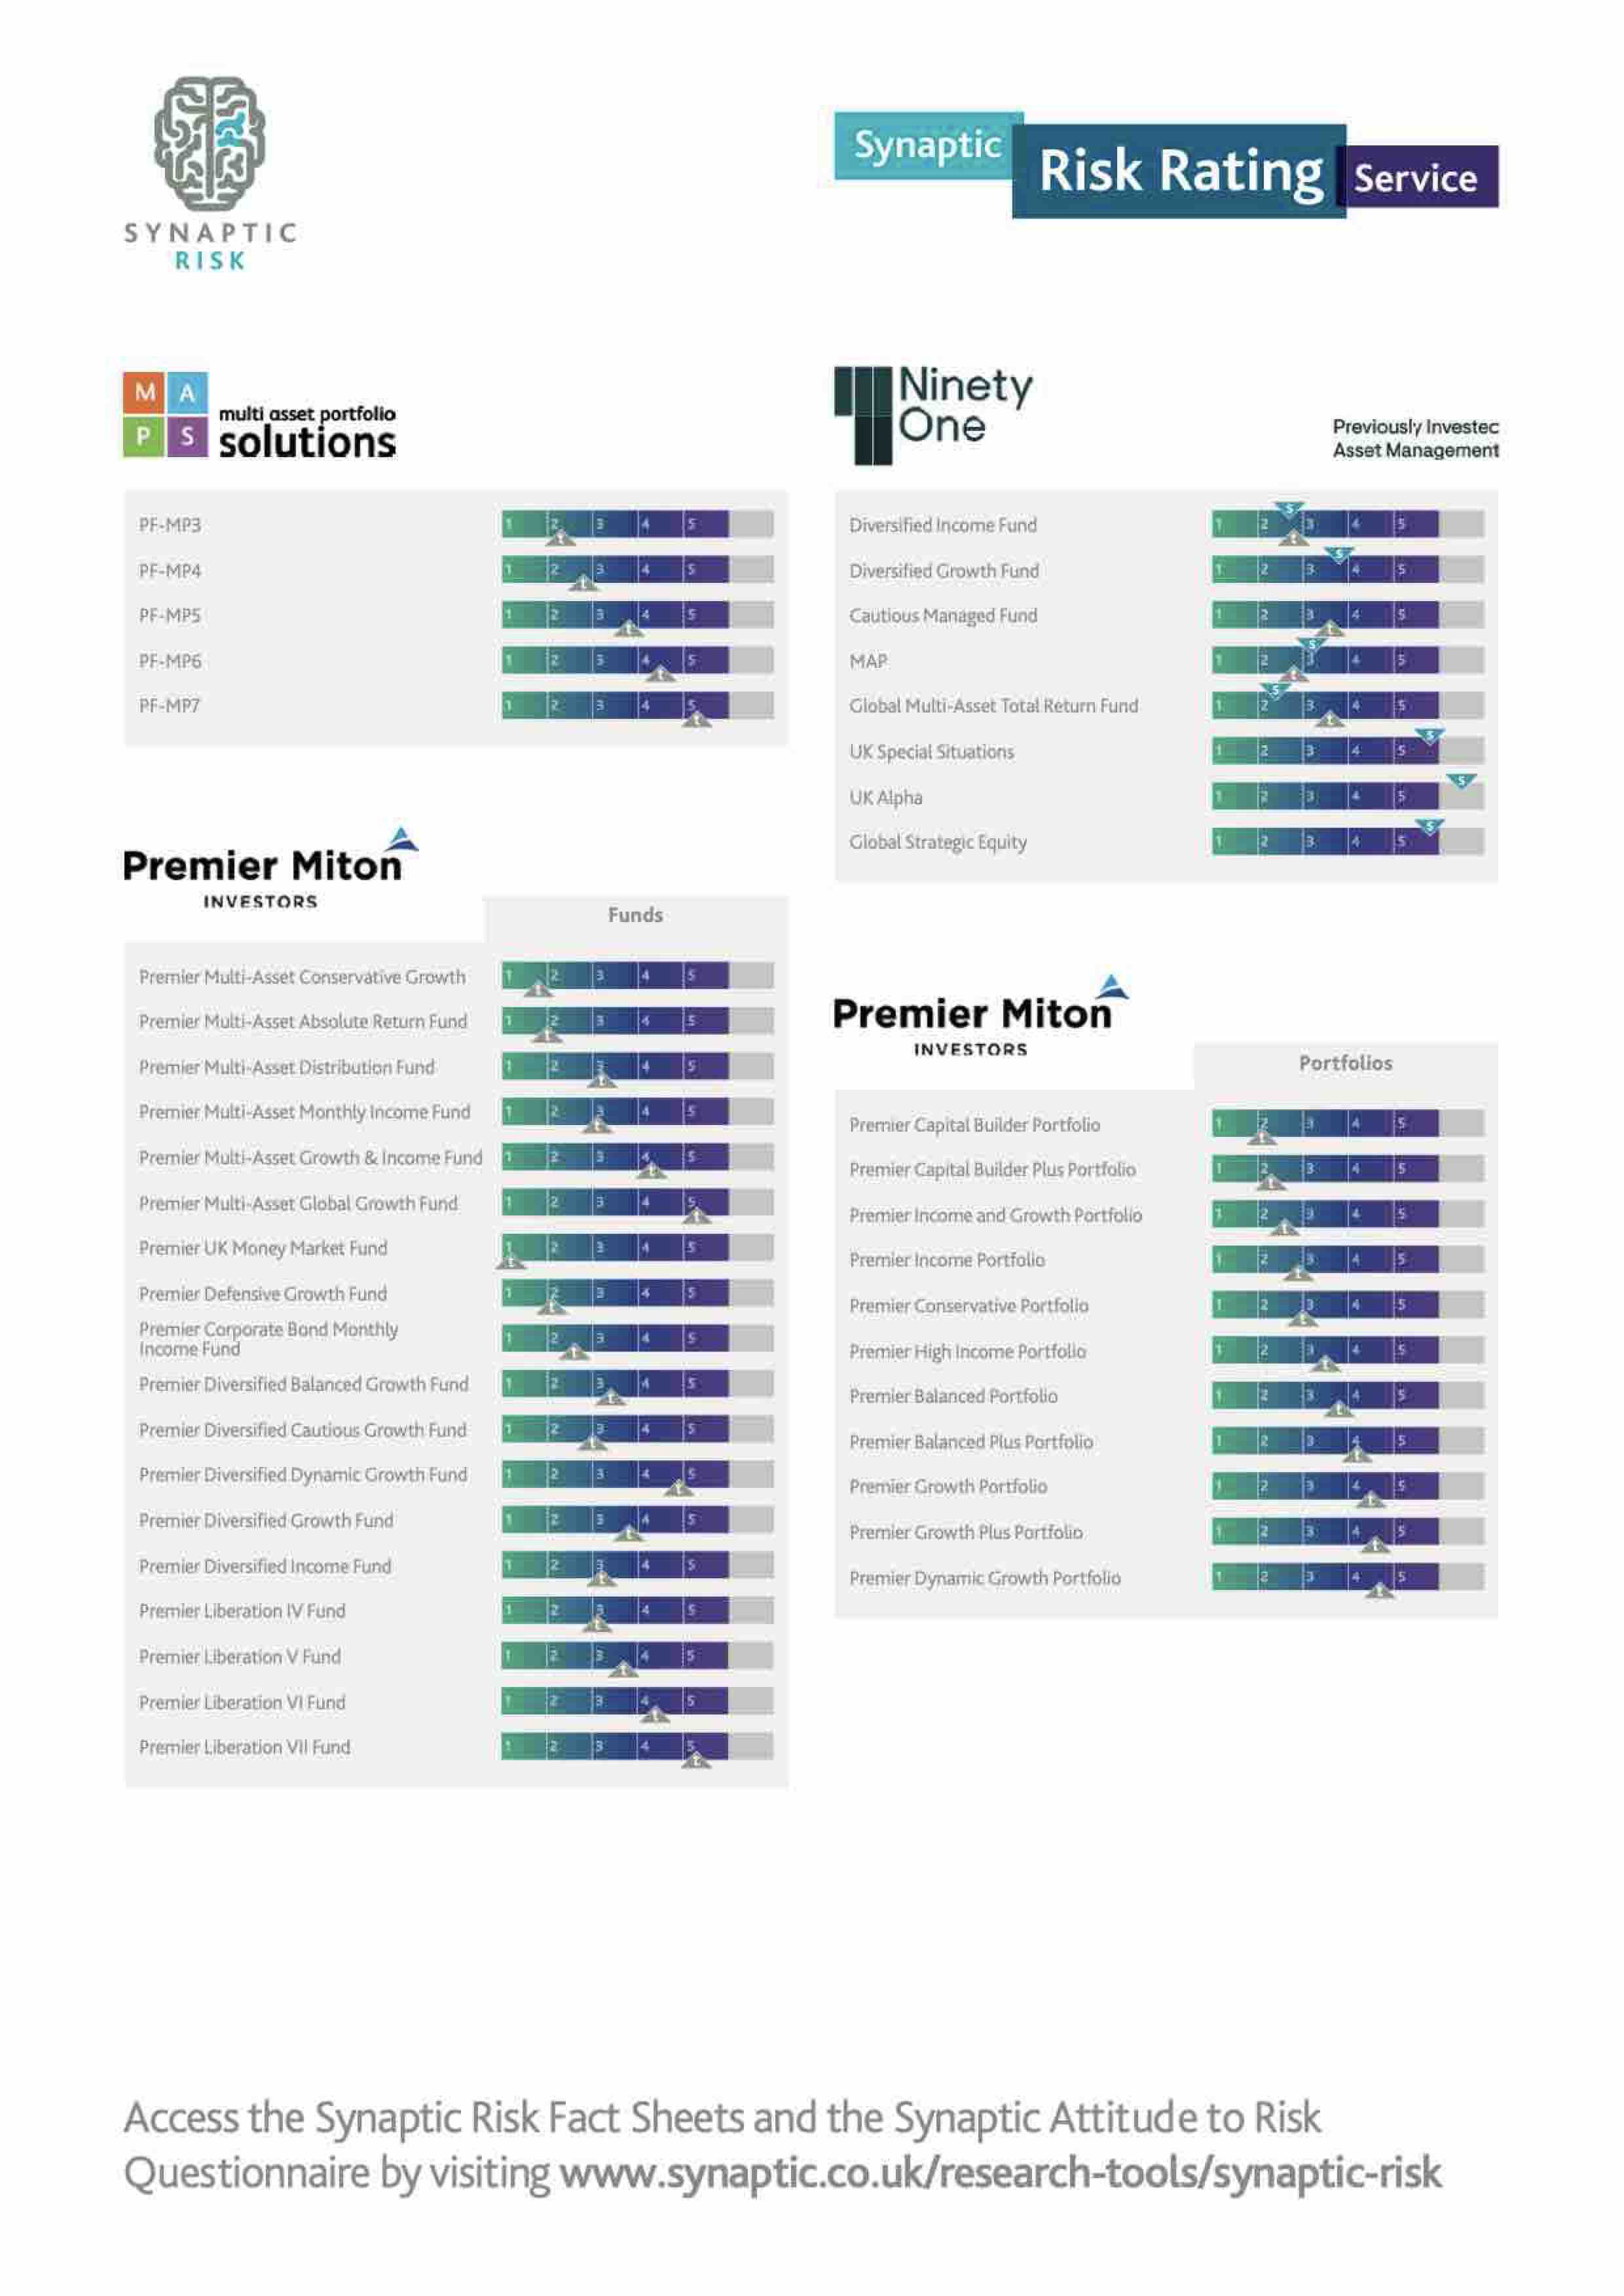 SYNAPTIC
RISK
Synaptic Risk Rating Service
M A
P S
multi asset portfolio
solutions
PF-MP3 1 2 3 4 5 t
PF-MP4 1 2 3 4 5 t
PF-MP5 1 2 3 4 5 t
PF-MP6 1 2 3 4 5 t
PF-MP7 1 2 3 4 5 t
Ninety
One
Previously Investec
Asset Management
Diversified Income Fund 1 2 3 4 5 s t
Diversified Growth Fund 1 2 3 4 5 s
Cautious Managed Fund 1 2 3 4 5 t
MAP 1 2 3 4 5 s t
Global Multi-Asset Total Return Fund 1 2 3 4 5 s t
UK Special Situations 1 2 3 4 5 s
UK Alpha 1 2 3 4 5 s
Global Strategic Equity 1 2 3 4 5 s
Premier Miton
INVESTORS
Funds
Premier Multi-Asset Conservative Growth 1 2 3 4 5 t
Premier Multi-Asset Absolute Return Fund 1 2 3 4 5 t
Premier Multi-Asset Distribution Fund 1 2 3 4 5 t
Premier Multi-Asset Monthly Income Fund 1 2 3 4 5 t
Premier Multi-Asset Growth & Income Fund 1 2 3 4 5 t
Premier Multi-Asset Global Growth Fund 1 2 3 4 5 t
Premier UK Money Market Fund 1 2 3 4 5 t
Premier Defensive Growth Fund 1 2 3 4 5 t
Premier Corporate Bond Monthly
Income Fund 1 2 3 4 5 t
Premier Diversified Balanced Growth Fund 1 2 3 4 5 t
Premier Diversified Cautious Growth Fund 1 2 3 4 5 t
Premier Diversified Dynamic Growth Fund 1 2 3 4 5 t
Premier Diversified Growth Fund 1 2 3 4 5 t
Premier Diversified Income Fund 1 2 3 4 5 t
Premier Liberation IV Fund 1 2 3 4 5 t
Premier Liberation V Fund 1 2 3 4 5 t
Premier Liberation VI Fund 1 2 3 4 5 t
Premier Liberation VII Fund 1 2 3 4 5 t
Premier Miton
INVESTORS
Portfolios
Premier Capital Builder Portfolio 1 2 3 4 5 t
Premier Capital Builder Plus Portfolio 1 2 3 4 5 t
Premier Income and Growth Portfolio 1 2 3 4 5 t
Premier Income Portfolio 1 2 3 4 5 t
Premier Conservative Portfolio 1 2 3 4 5 t
Premier High Income Portfolio 1 2 3 4 5 t
Premier Balanced Portfolio 1 2 3 4 5 t
Premier Balanced Plus Portfolio 1 2 3 4 5 t
Premier Growth Portfolio 1 2 3 4 5 t
Premier Growth Plus Portfolio 1 2 3 4 5 t
Premier Dynamic Growth Portfolio 1 2 3 4 5 t
Access the Synaptic Risk Fact Sheets and the Synaptic Attitude to Risk
Questionnaire by visiting www.synaptic.co.uk/research-tools/synaptic-risk